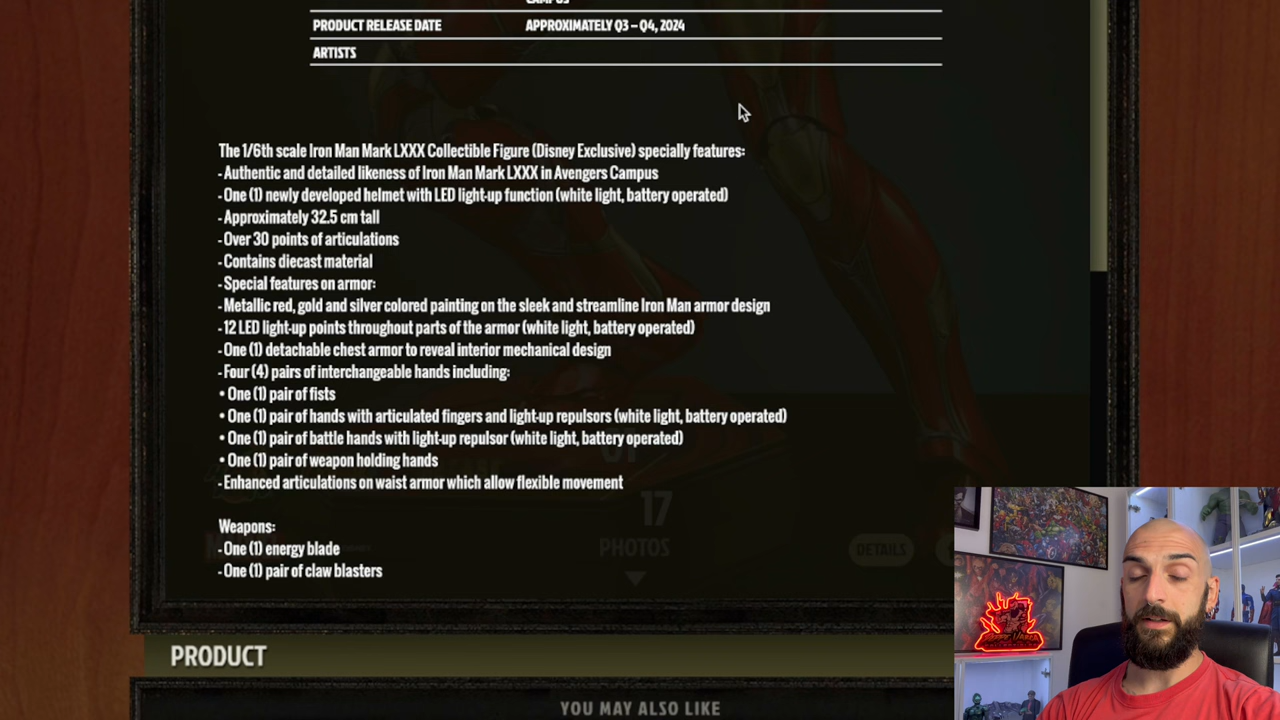 CAMPUS
PRODUCT RELEASE DATE APPROXIMATELY Q3 – Q4, 2024
ARTISTS
The 1/6th scale Iron Man Mark LXXX Collectible Figure (Disney Exclusive) specially features:
- Authentic and detailed likeness of Iron Man Mark LXXX in Avengers Campus
- One (1) newly developed helmet with LED light-up function (white light, battery operated)
- Approximately 32.5 cm tall
- Over 30 points of articulations
- Contains diecast material
- Special features on armor:
- Metallic red, gold and silver colored painting on the sleek and streamline Iron Man armor design
- 12 LED light-up points throughout parts of the armor (white light, battery operated)
- One (1) detachable chest armor to reveal interior mechanical design
- Four (4) pairs of interchangeable hands including:
• One (1) pair of fists
• One (1) pair of hands with articulated fingers and light-up repulsors (white light, battery operated)
• One (1) pair of battle hands with light-up repulsor (white light, battery operated)
• One (1) pair of weapon holding hands
- Enhanced articulations on waist armor which allow flexible movement
01
17
PHOTOS
DETAILS
Weapons:
- One (1) energy blade
- One (1) pair of claw blasters
PRODUCT
YOU MAY ALSO LIKE